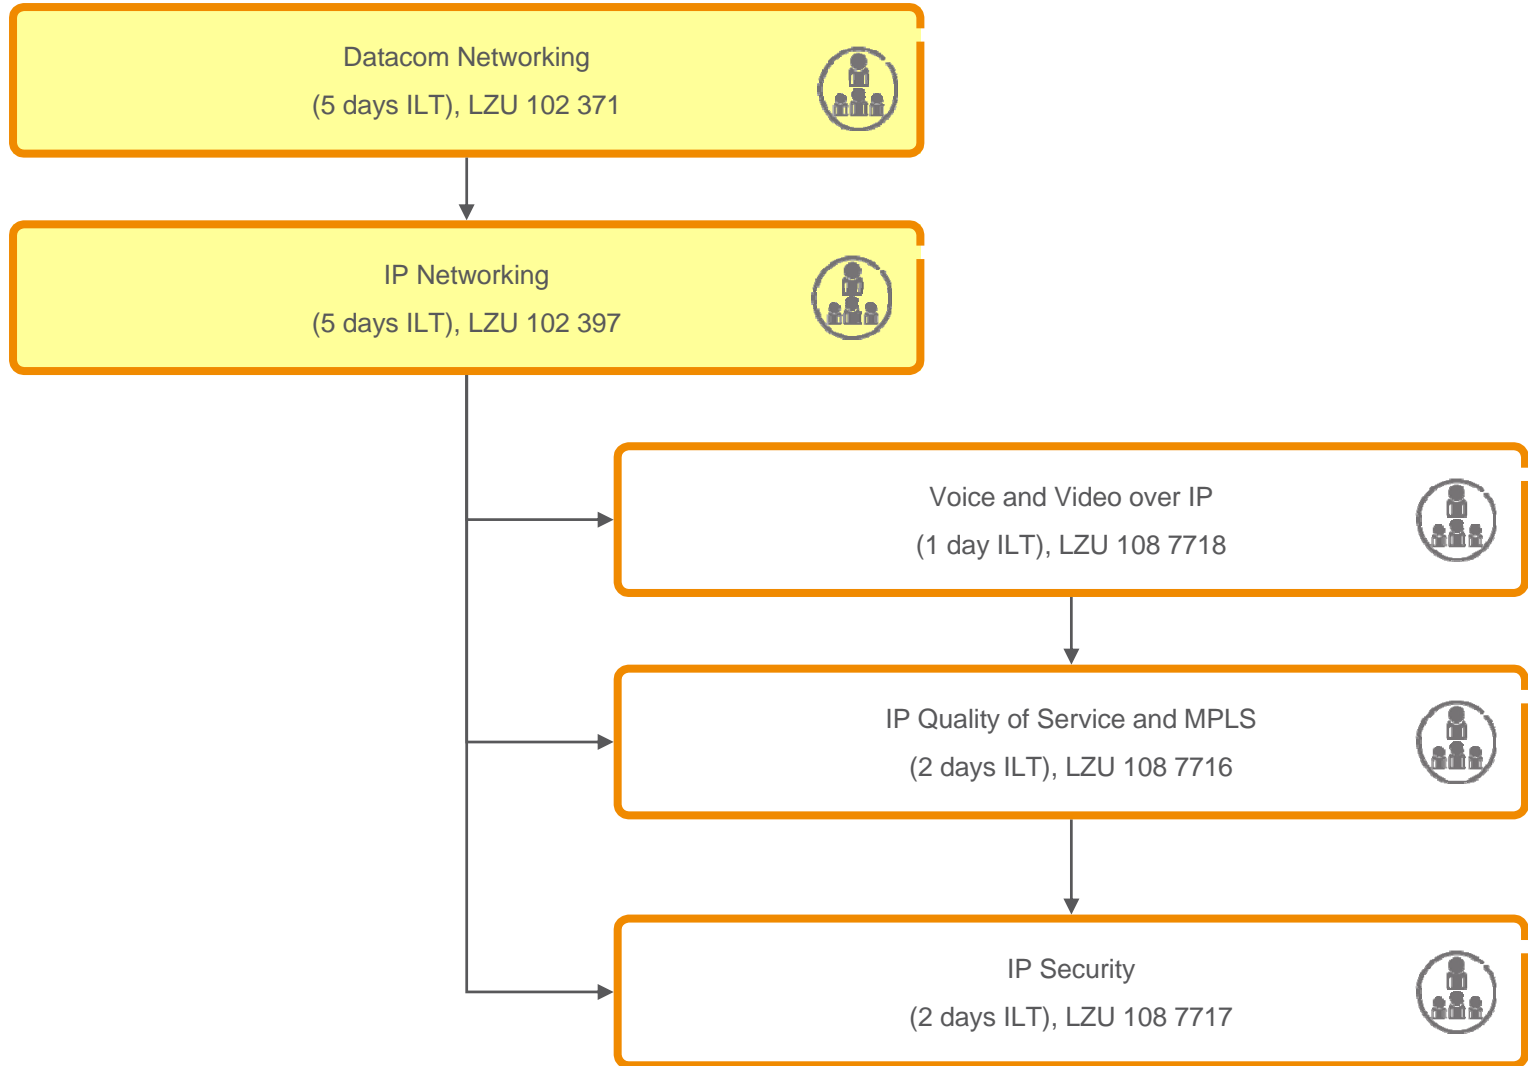 Datacom Networking
(5 days ILT), LZU 102 371
IP Networking
(5 days ILT), LZU 102 397
Voice and Video over IP
(1 day ILT), LZU 108 7718
IP Quality of Service and MPLS
(2 days ILT), LZU 108 7716
IP Security
(2 days ILT), LZU 108 7717